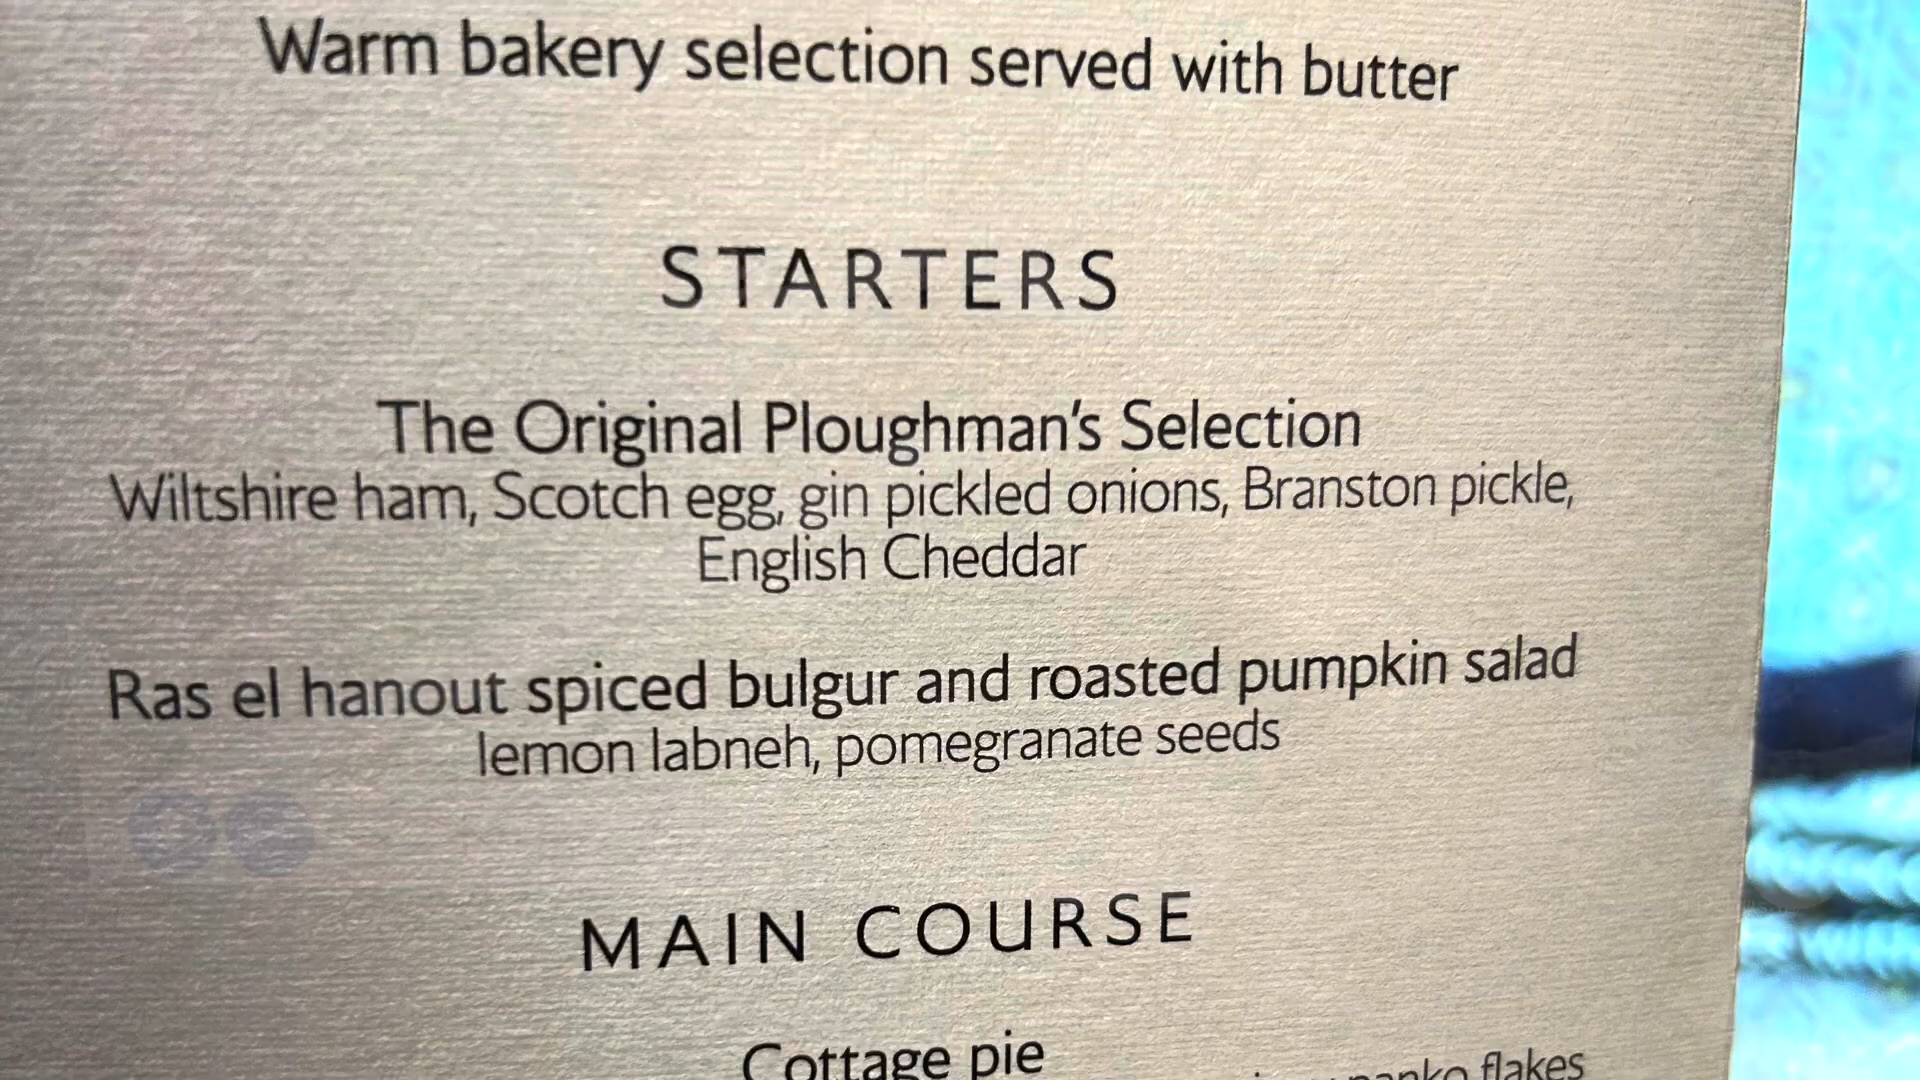 Warm bakery selection served with butter
STARTERS
The Original Ploughman's Selection
Wiltshire ham, Scotch egg, gin pickled onions, Branston pickle,
English Cheddar
Ras el hanout spiced bulgur and roasted pumpkin salad
lemon labneh, pomegranate seeds
MAIN COURSE
Cottage pie
panko flakes